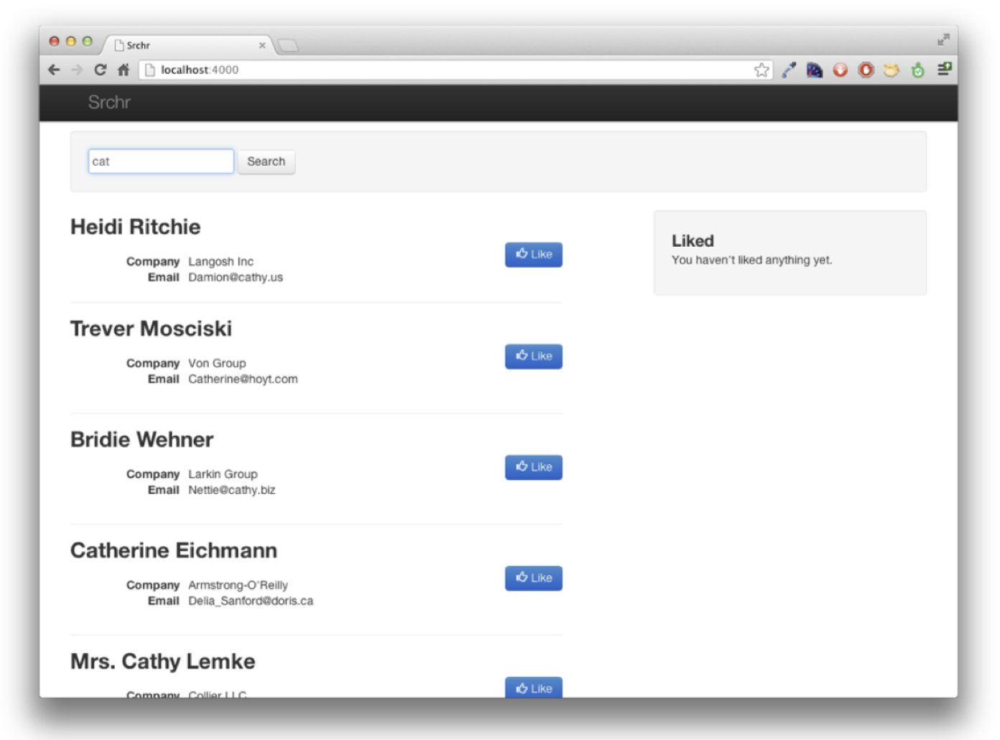 Srchr
localhost:4000
Srchr
cat Search
Heidi Ritchie
Company Langosh Inc
Email Damion@cathy.us
Like
Trever Mosciski
Company Von Group
Email Catherine@hoyt.com
Like
Bridie Wehner
Company Larkin Group
Email Nettie@cathy.biz
Like
Catherine Eichmann
Company Armstrong-O'Reilly
Email Delia_Sanford@doris.ca
Like
Mrs. Cathy Lemke
Company Collier LLC
Like
Liked
You haven't liked anything yet.